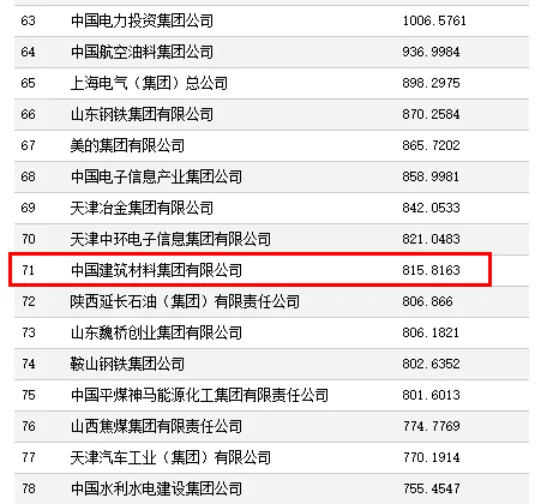 63 中国电力投资集团公司 1006.5761
64 中国航空油料集团公司 936.9984
65 上海电气（集团）总公司 898.2975
66 山东钢铁集团有限公司 870.2584
67 美的集团有限公司 865.7202
68 中国电子信息产业集团公司 858.9981
69 天津冶金集团有限公司 842.0533
70 天津中环电子信息集团有限公司 821.0483
71 中国建筑材料集团有限公司 815.8163
72 陕西延长石油（集团）有限责任公司 806.866
73 山东魏桥创业集团有限公司 806.1821
74 鞍山钢铁集团公司 802.6352
75 中国平煤神马能源化工集团有限责任公司 801.6013
76 山西焦煤集团有限责任公司 774.7769
77 天津汽车工业（集团）有限公司 770.1914
78 中国水利水电建设集团公司 755.4547